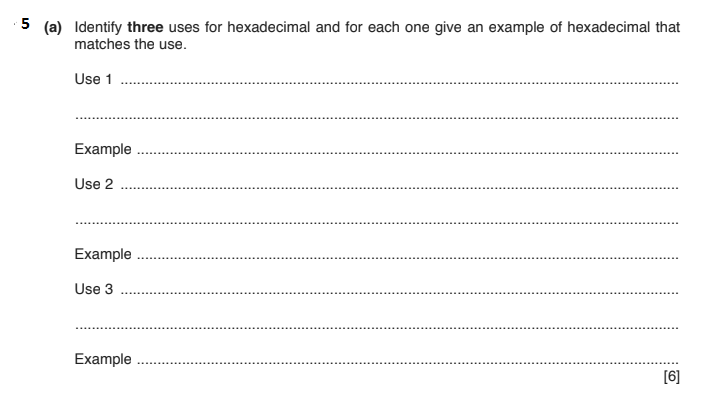 5 (a) Identify three uses for hexadecimal and for each one give an example of hexadecimal that
matches the use.
Use 1 ................................................................................................................................
................................................................................................................................
Example ................................................................................................................................
Use 2 ................................................................................................................................
................................................................................................................................
Example ................................................................................................................................
Use 3 ................................................................................................................................
................................................................................................................................
Example ................................................................................................................................
[6]